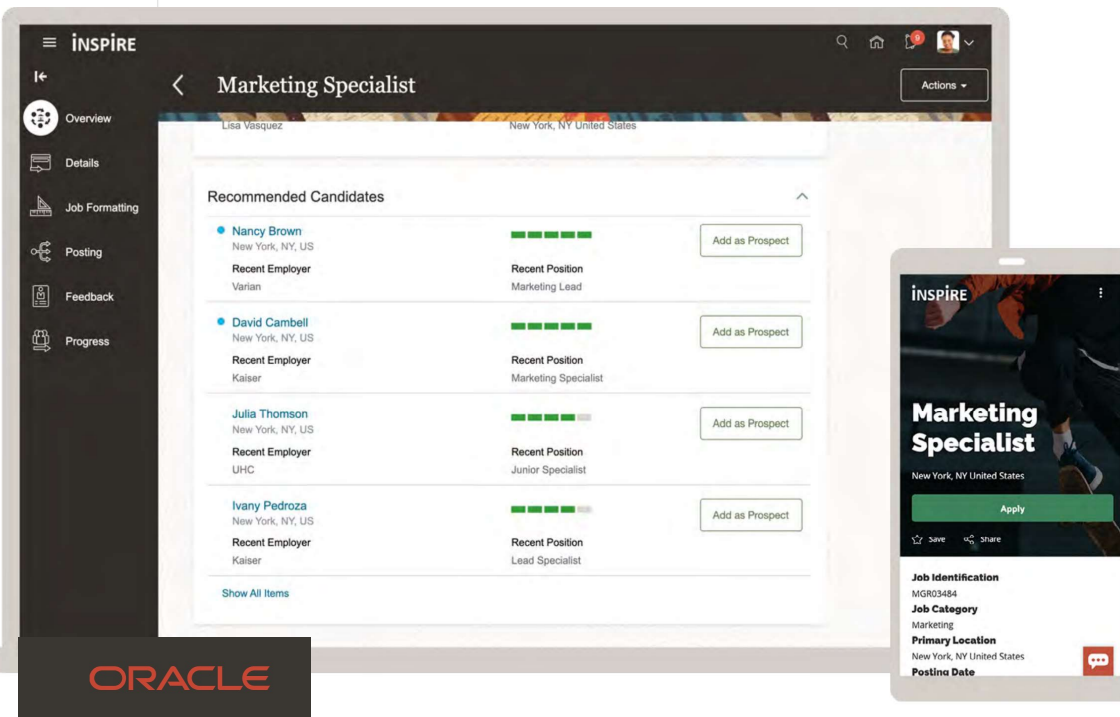 INSPIRE
9
Marketing Specialist
Actions
Overview
Details
Job Formatting
Posting
Feedback
Progress
Lisa Vasquez
New York, NY United States
Recommended Candidates
Nancy Brown
New York, NY, US
Add as Prospect
Recent Employer
Recent Position
Varian
Marketing Lead
David Cambell
New York, NY, US
Add as Prospect
Recent Employer
Recent Position
Kaiser
Marketing Specialist
Julia Thomson
New York, NY, US
Add as Prospect
Recent Employer
Recent Position
UHC
Junior Specialist
Ivany Pedroza
New York, NY, US
Add as Prospect
Recent Employer
Recent Position
Kaiser
Lead Specialist
Show All Items
INSPIRE
Marketing
Specialist
New York, NY United States
Apply
Save
Share
Job Identification
MGR03484
Job Category
Marketing
Primary Location
New York, NY United States
Posting Date
ORACLE